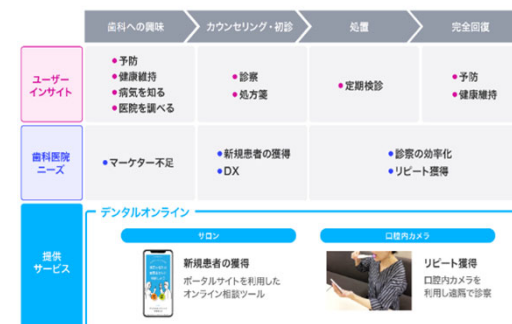 歯科への興味
カウンセリング・初診
処置
完全回復
ユーザー
インサイト
●予防
●健康維持
●病気を知る
●医院を調べる
●診察
●処方箋
●定期検診
●予防
●健康維持
歯科医院
ニーズ
●マーケター不足
●新規患者の獲得
●DX
●診察の効率化
●リピート獲得
提供
サービス
デンタルオンライン
サロン
新規患者の獲得
ポータルサイトを利用した
オンライン相談ツール
口腔内カメラ
リピート獲得
口腔内カメラを
利用し遠隔で診察